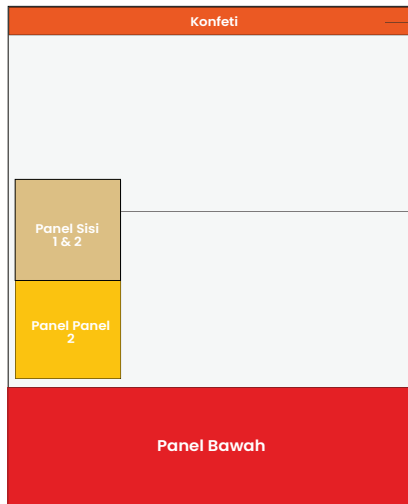 Konfeti
Panel Sisi
1 & 2
Panel Panel
2
Panel Bawah